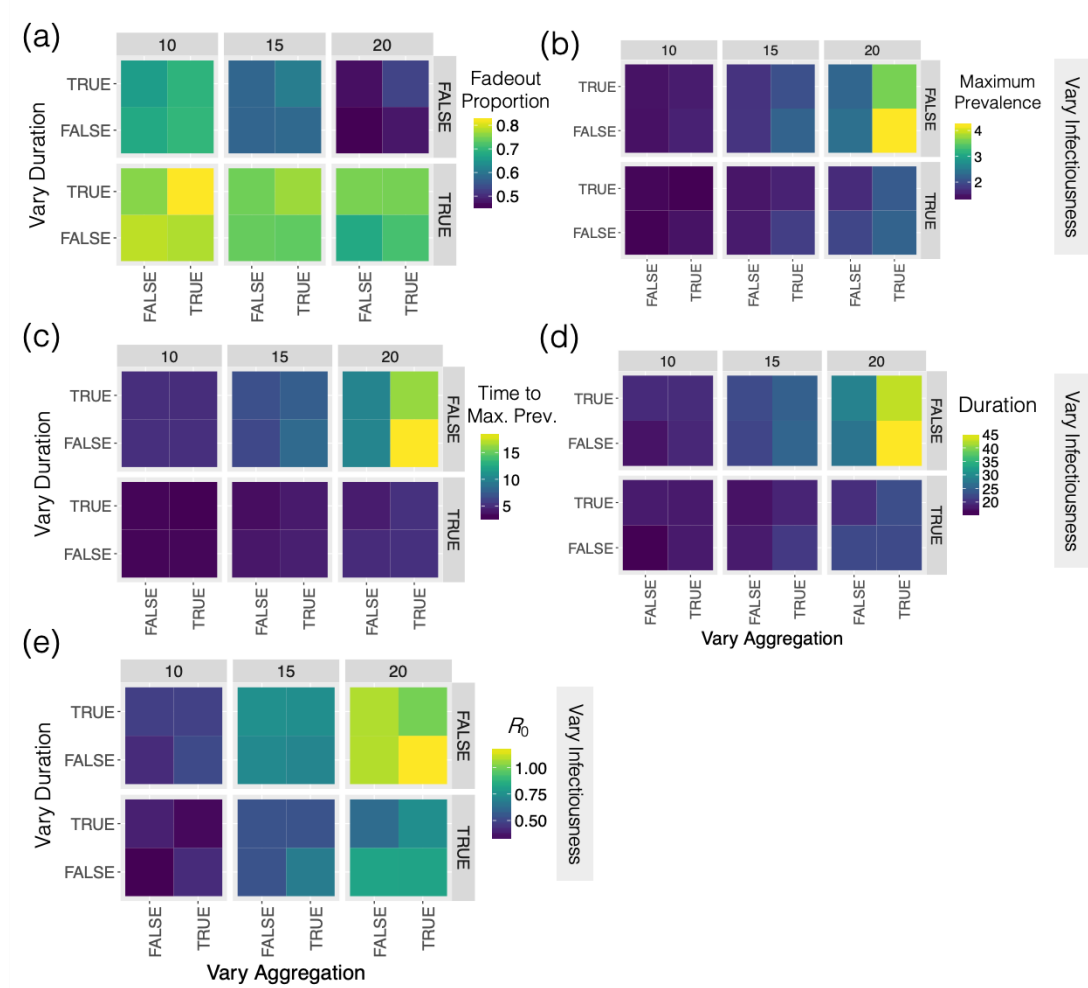 (a)
10 15 20
Vary Duration
TRUE
FALSE
TRUE
FALSE
FALSE
TRUE
Fadeout
Proportion
0.8
0.7
0.6
0.5
FALSE TRUE FALSE TRUE FALSE TRUE
(b)
10 15 20
TRUE
FALSE
TRUE
FALSE
FALSE
TRUE
Maximum
Prevalence
4
3
2
Vary Infectiousness
FALSE TRUE FALSE TRUE FALSE TRUE
(c)
10 15 20
Vary Duration
TRUE
FALSE
TRUE
FALSE
FALSE
TRUE
Time to
Max. Prev.
15
10
5
FALSE TRUE FALSE TRUE FALSE TRUE
(d)
10 15 20
TRUE
FALSE
TRUE
FALSE
FALSE
TRUE
Duration
45
40
35
30
25
20
Vary Infectiousness
FALSE TRUE FALSE TRUE FALSE TRUE
Vary Aggregation
(e)
10 15 20
Vary Duration
TRUE
FALSE
TRUE
FALSE
FALSE
TRUE
R0
1.00
0.75
0.50
Vary Infectiousness
FALSE TRUE FALSE TRUE FALSE TRUE
Vary Aggregation